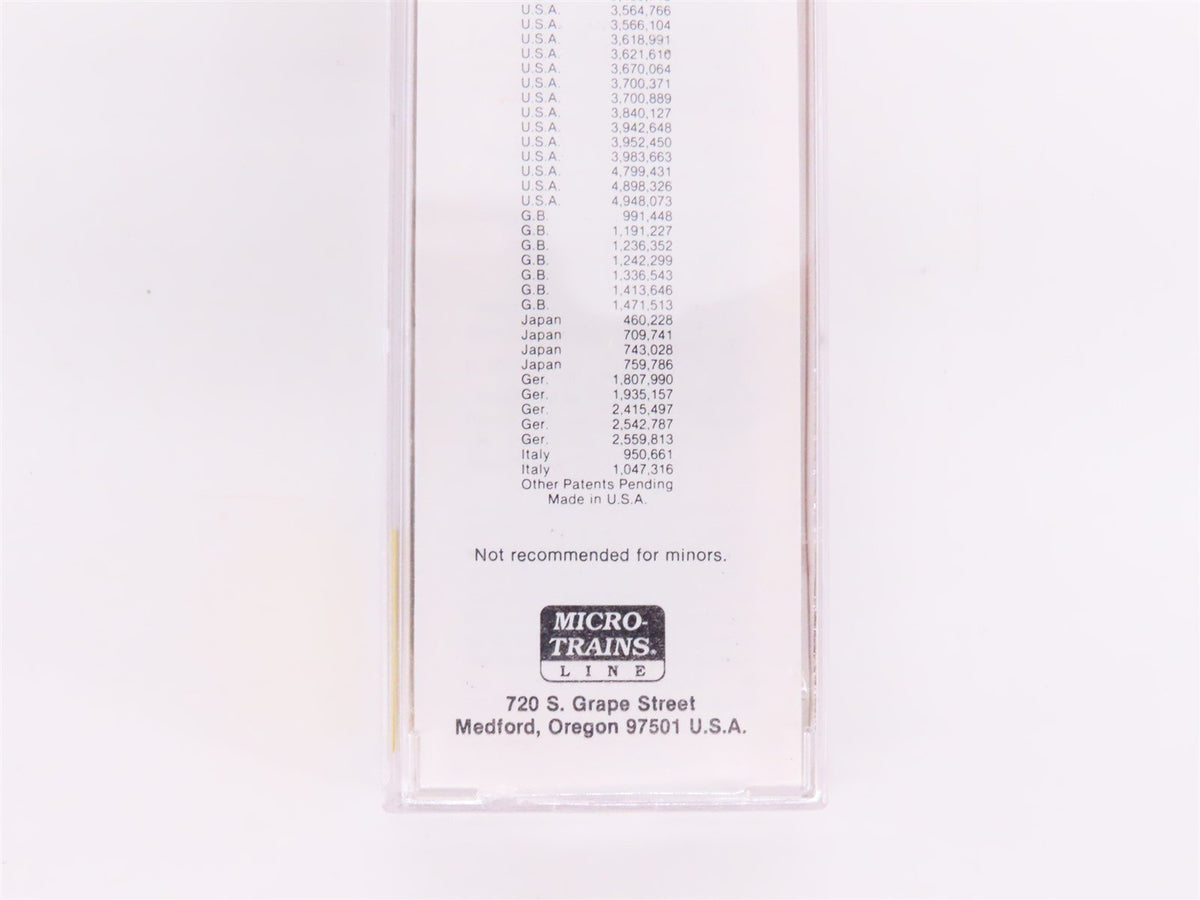 U.S.A. 3,564,766
U.S.A. 3,566,104
U.S.A. 3,618,991
U.S.A. 3,621,610
U.S.A. 3,670,064
U.S.A. 3,700,371
U.S.A. 3,700,889
U.S.A. 3,840,127
U.S.A. 3,942,648
U.S.A. 3,952,450
U.S.A. 3,983,663
U.S.A. 4,799,431
U.S.A. 4,898,326
U.S.A. 4,948,073
G.B. 991,448
G.B. 1,191,227
G.B. 1,236,352
G.B. 1,242,299
G.B. 1,336,543
G.B. 1,413,646
G.B. 1,471,513
Japan 460,228
Japan 709,741
Japan 743,028
Japan 759,786
Ger. 1,807,990
Ger. 1,935,157
Ger. 2,415,497
Ger. 2,542,787
Ger. 2,559,813
Italy 950,661
Italy 1,047,316
Other Patents Pending
Made in U.S.A.
Not recommended for minors.
MICRO-
TRAINS®
LINE
720 S. Grape Street
Medford, Oregon 97501 U.S.A.